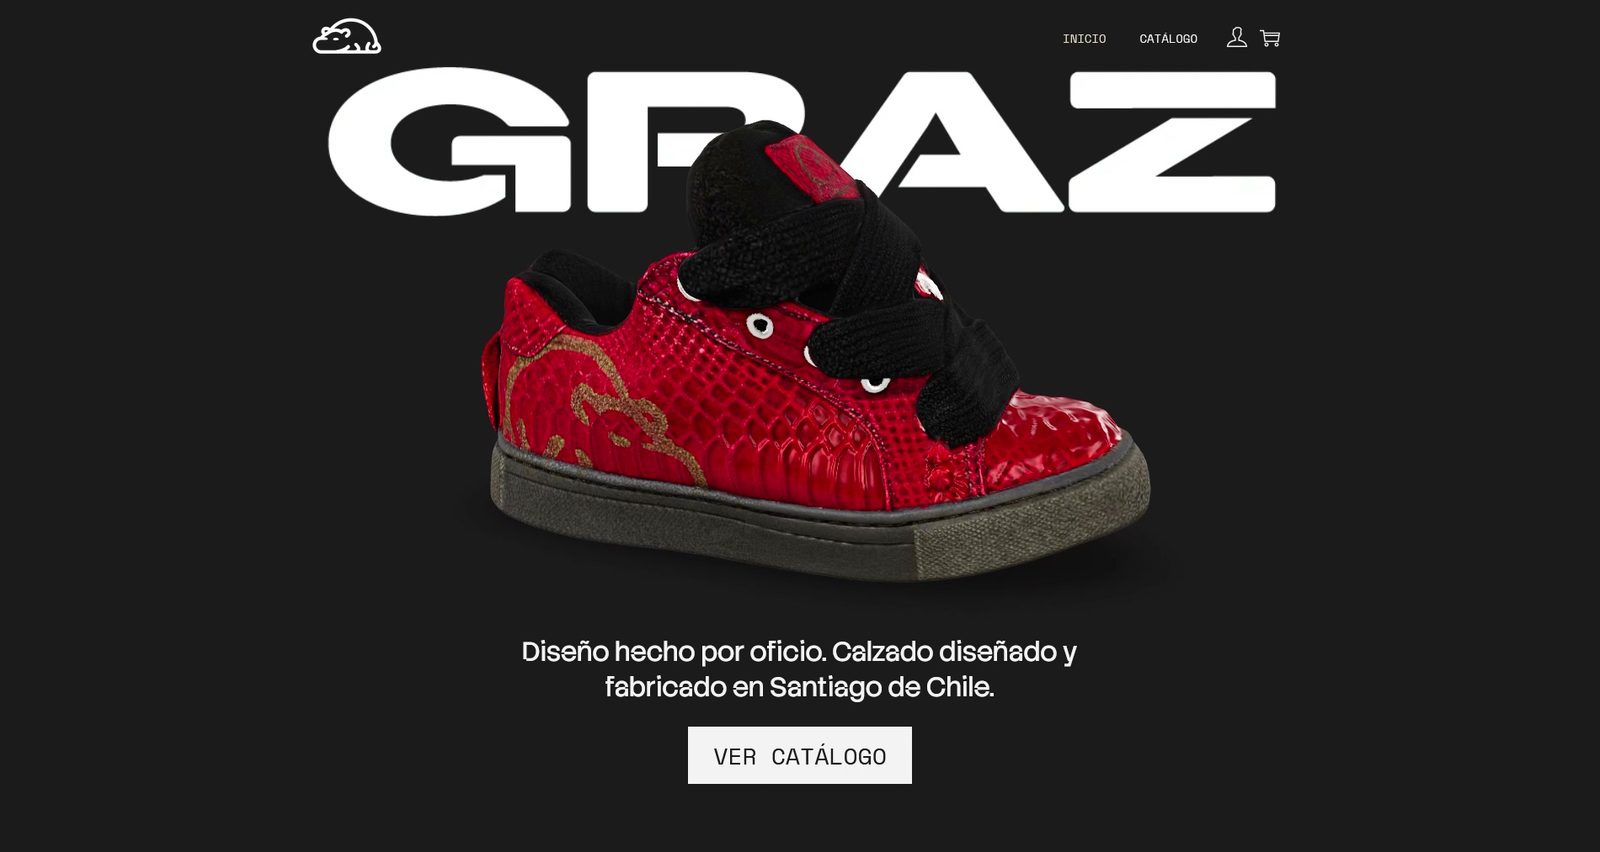 INICIO
CATÁLOGO
GRAZ
Diseño hecho por oficio. Calzado diseñado y
fabricado en Santiago de Chile.
VER CATÁLOGO